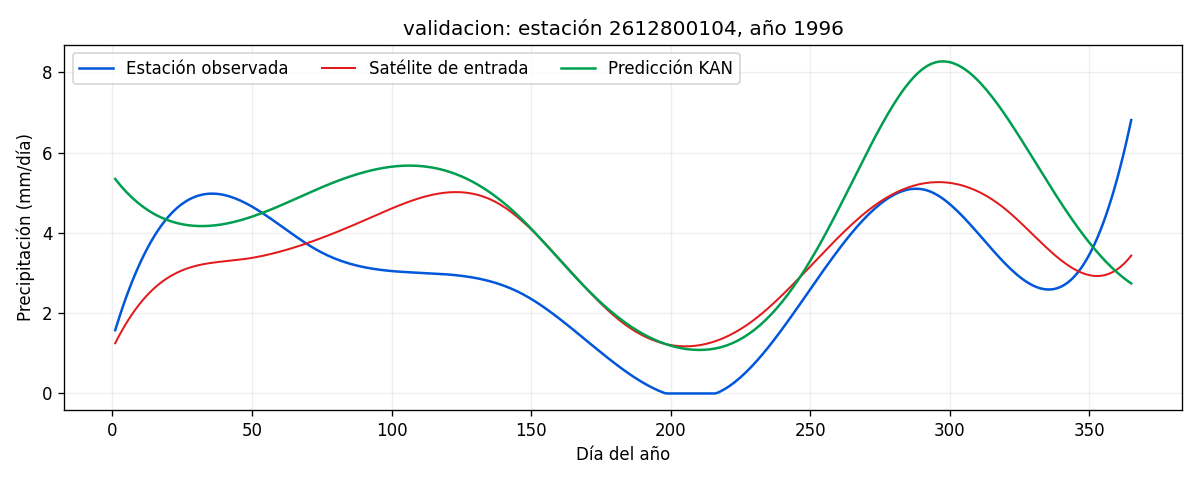 validacion: estación 2612800104, año 1996
Estación observada
Satélite de entrada
Predicción KAN
Precipitación (mm/día)
8
6
4
2
0
0 50 100 150 200 250 300 350
Día del año